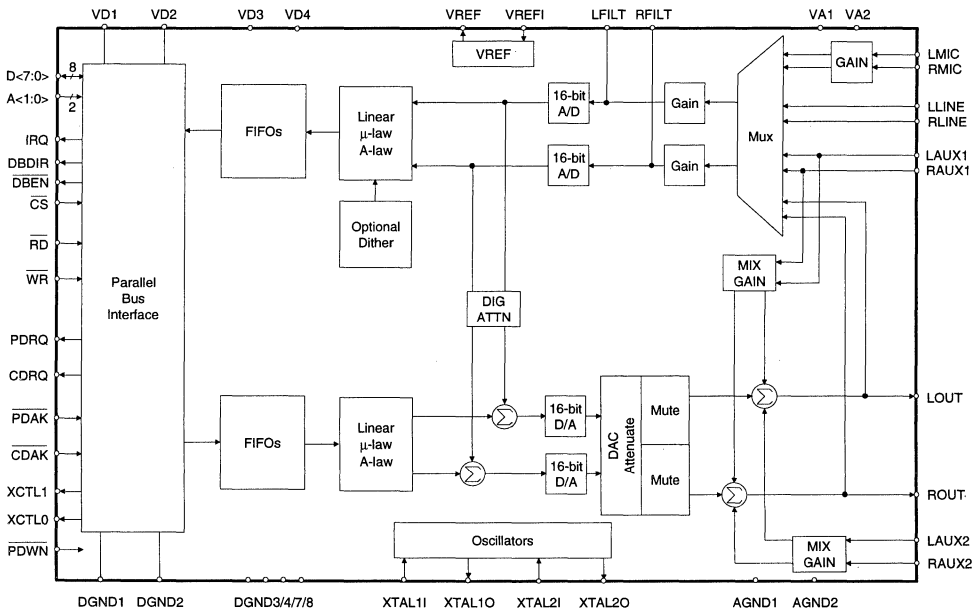 VD1 VD2 VD3 VD4 VREF VREFI LFILT RFILT VA1 VA2
VREF
8
D<7:0>
A<1:0>
2
IRQ
DBDIR
DBEN
CS
RD
WR
PDRQ
CDRQ
PDAK
CDAK
XCTL1
XCTL0
PDWN
Parallel
Bus
Interface
FIFOs
Linear
μ-law
A-law
Optional
Dither
16-bit
A/D
Gain
16-bit
A/D
Gain
Mux
GAIN
LMIC
RMIC
LLINE
RLINE
LAUX1
RAUX1
MIX
GAIN
DIG
ATTN
FIFOs
Linear
μ-law
A-law
Σ
Σ
16-bit
D/A
16-bit
D/A
DAC
Attenuate
Mute
Mute
Σ
Σ
LOUT
ROUT
Oscillators
MIX
GAIN
LAUX2
RAUX2
DGND1 DGND2 DGND3/4/7/8 XTAL1I XTAL1O XTAL2I XTAL2O AGND1 AGND2